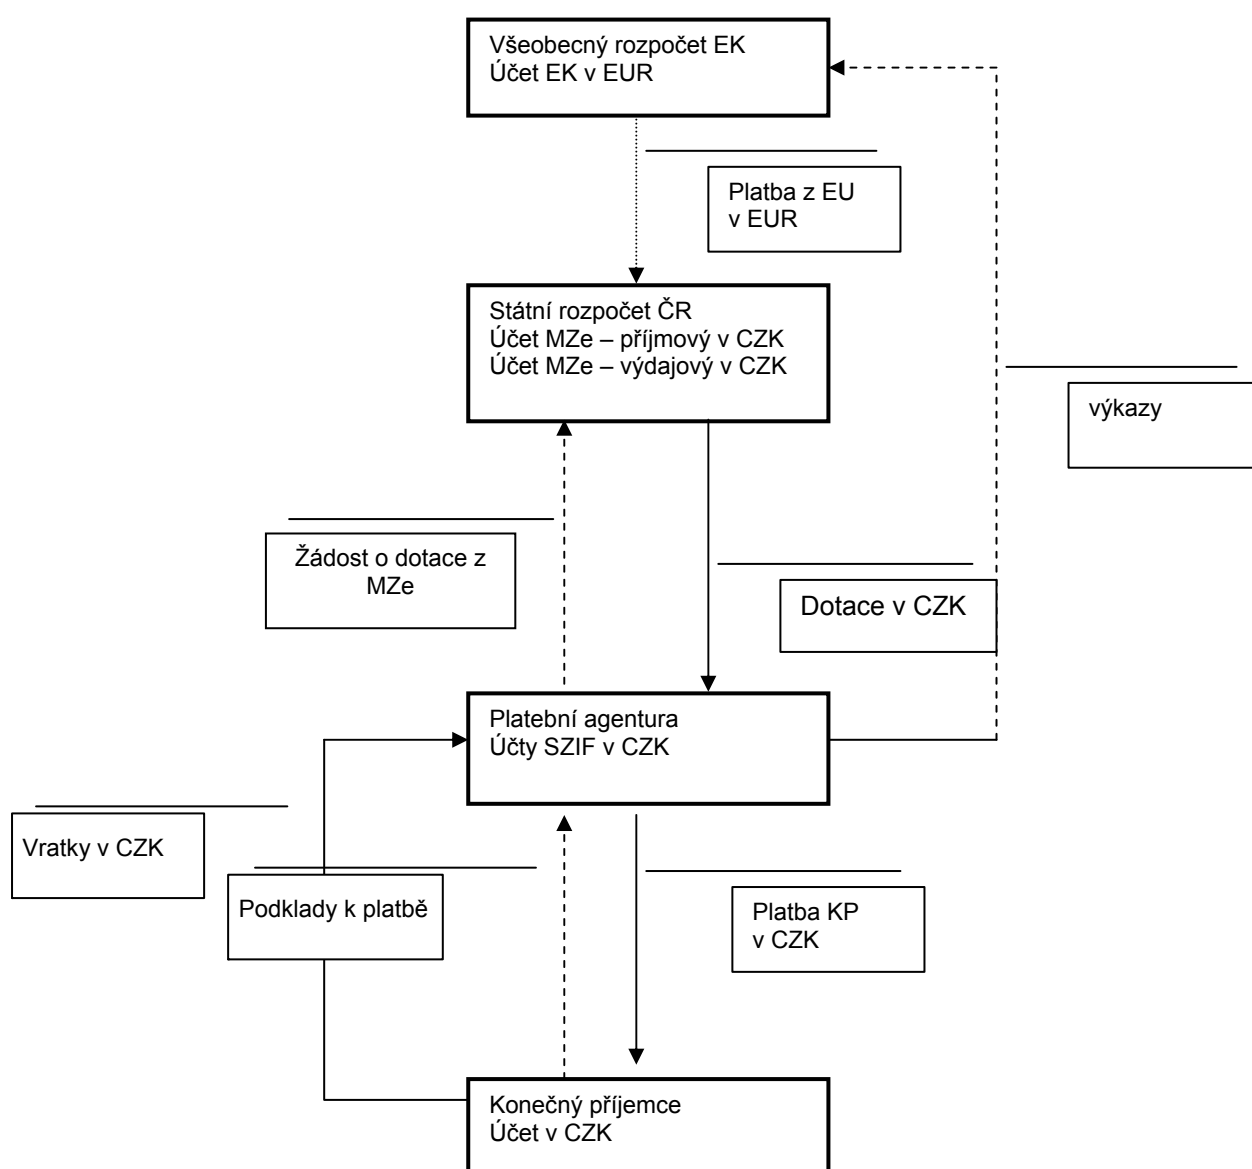 Všeobecný rozpočet EK
Účet EK v EUR
Platba z EU
v EUR
Státní rozpočet ČR
Účet MZe – příjmový v CZK
Účet MZe – výdajový v CZK
výkazy
Žádost o dotace z
MZe
Dotace v CZK
Platební agentura
Účty SZIF v CZK
Vratky v CZK
Podklady k platbě
Platba KP
v CZK
Konečný příjemce
Účet v CZK